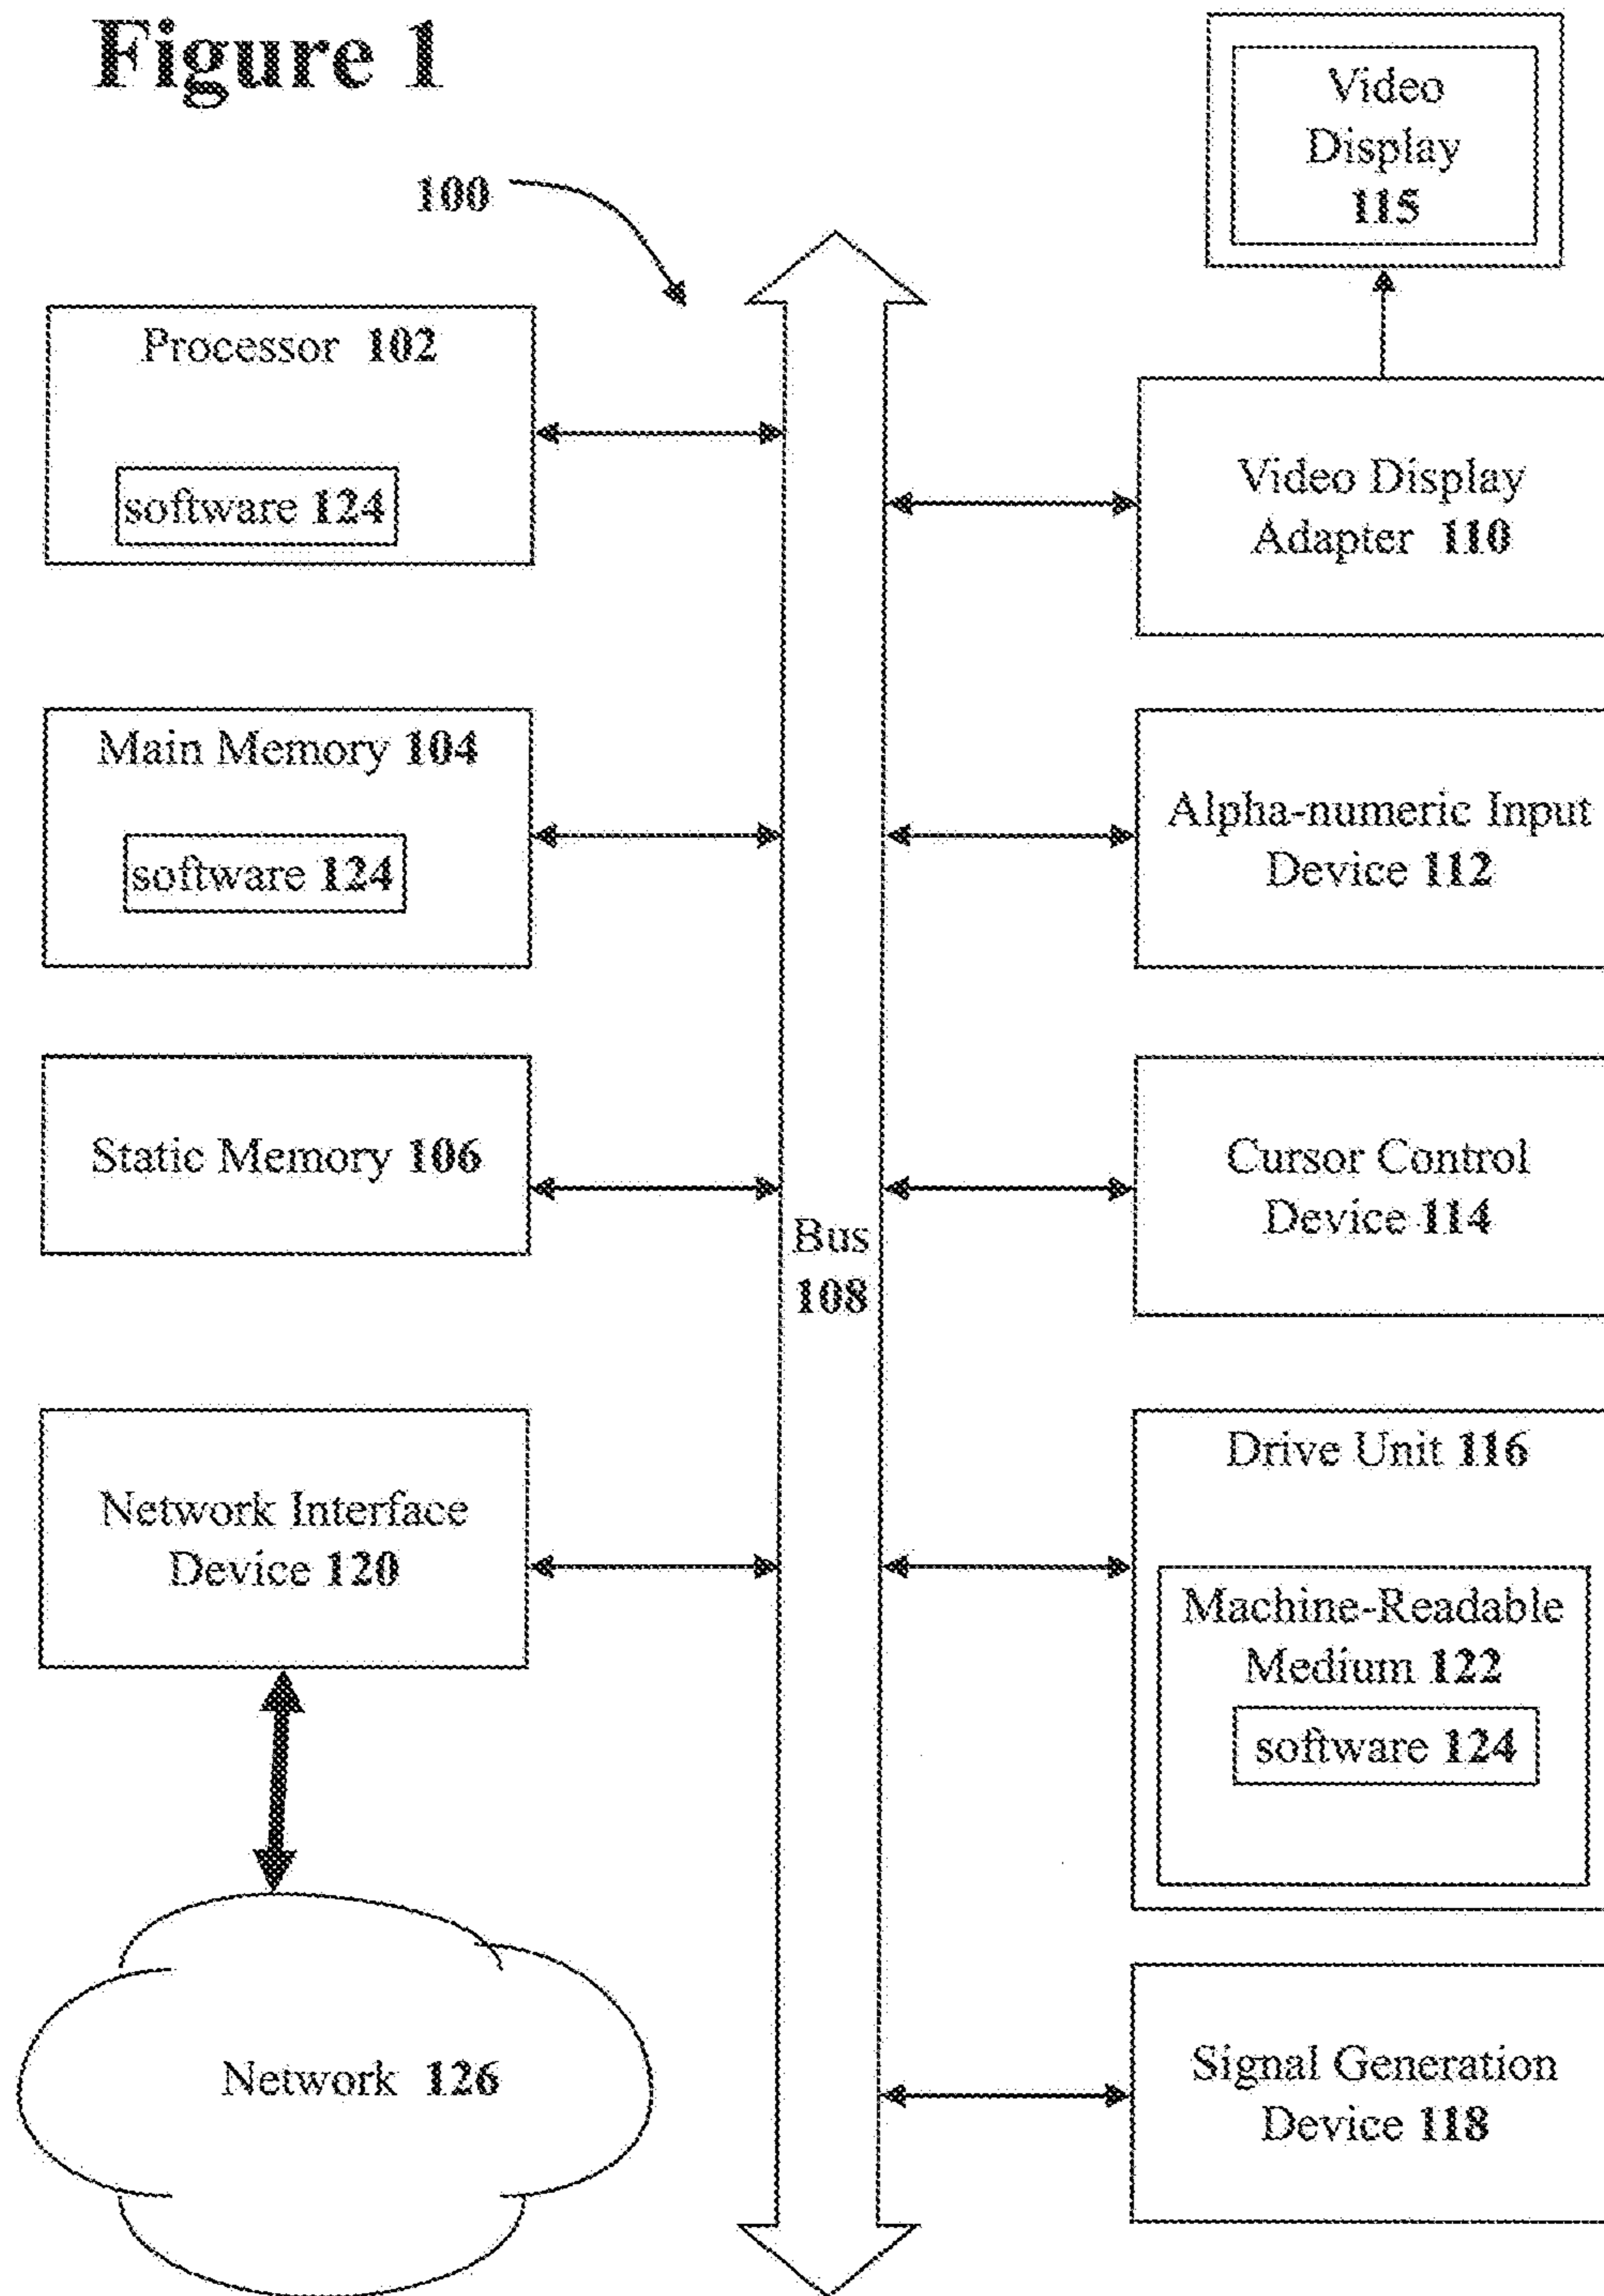 Figure 1
100
Video
Display
115
Processor 102
software 124
Video Display
Adapter 110
Main Memory 104
software 124
Alpha-numeric Input
Device 112
Static Memory 106
Cursor Control
Device 114
Bus
108
Network Interface
Device 120
Drive Unit 116
Machine-Readable
Medium 122
software 124
Network 126
Signal Generation
Device 118